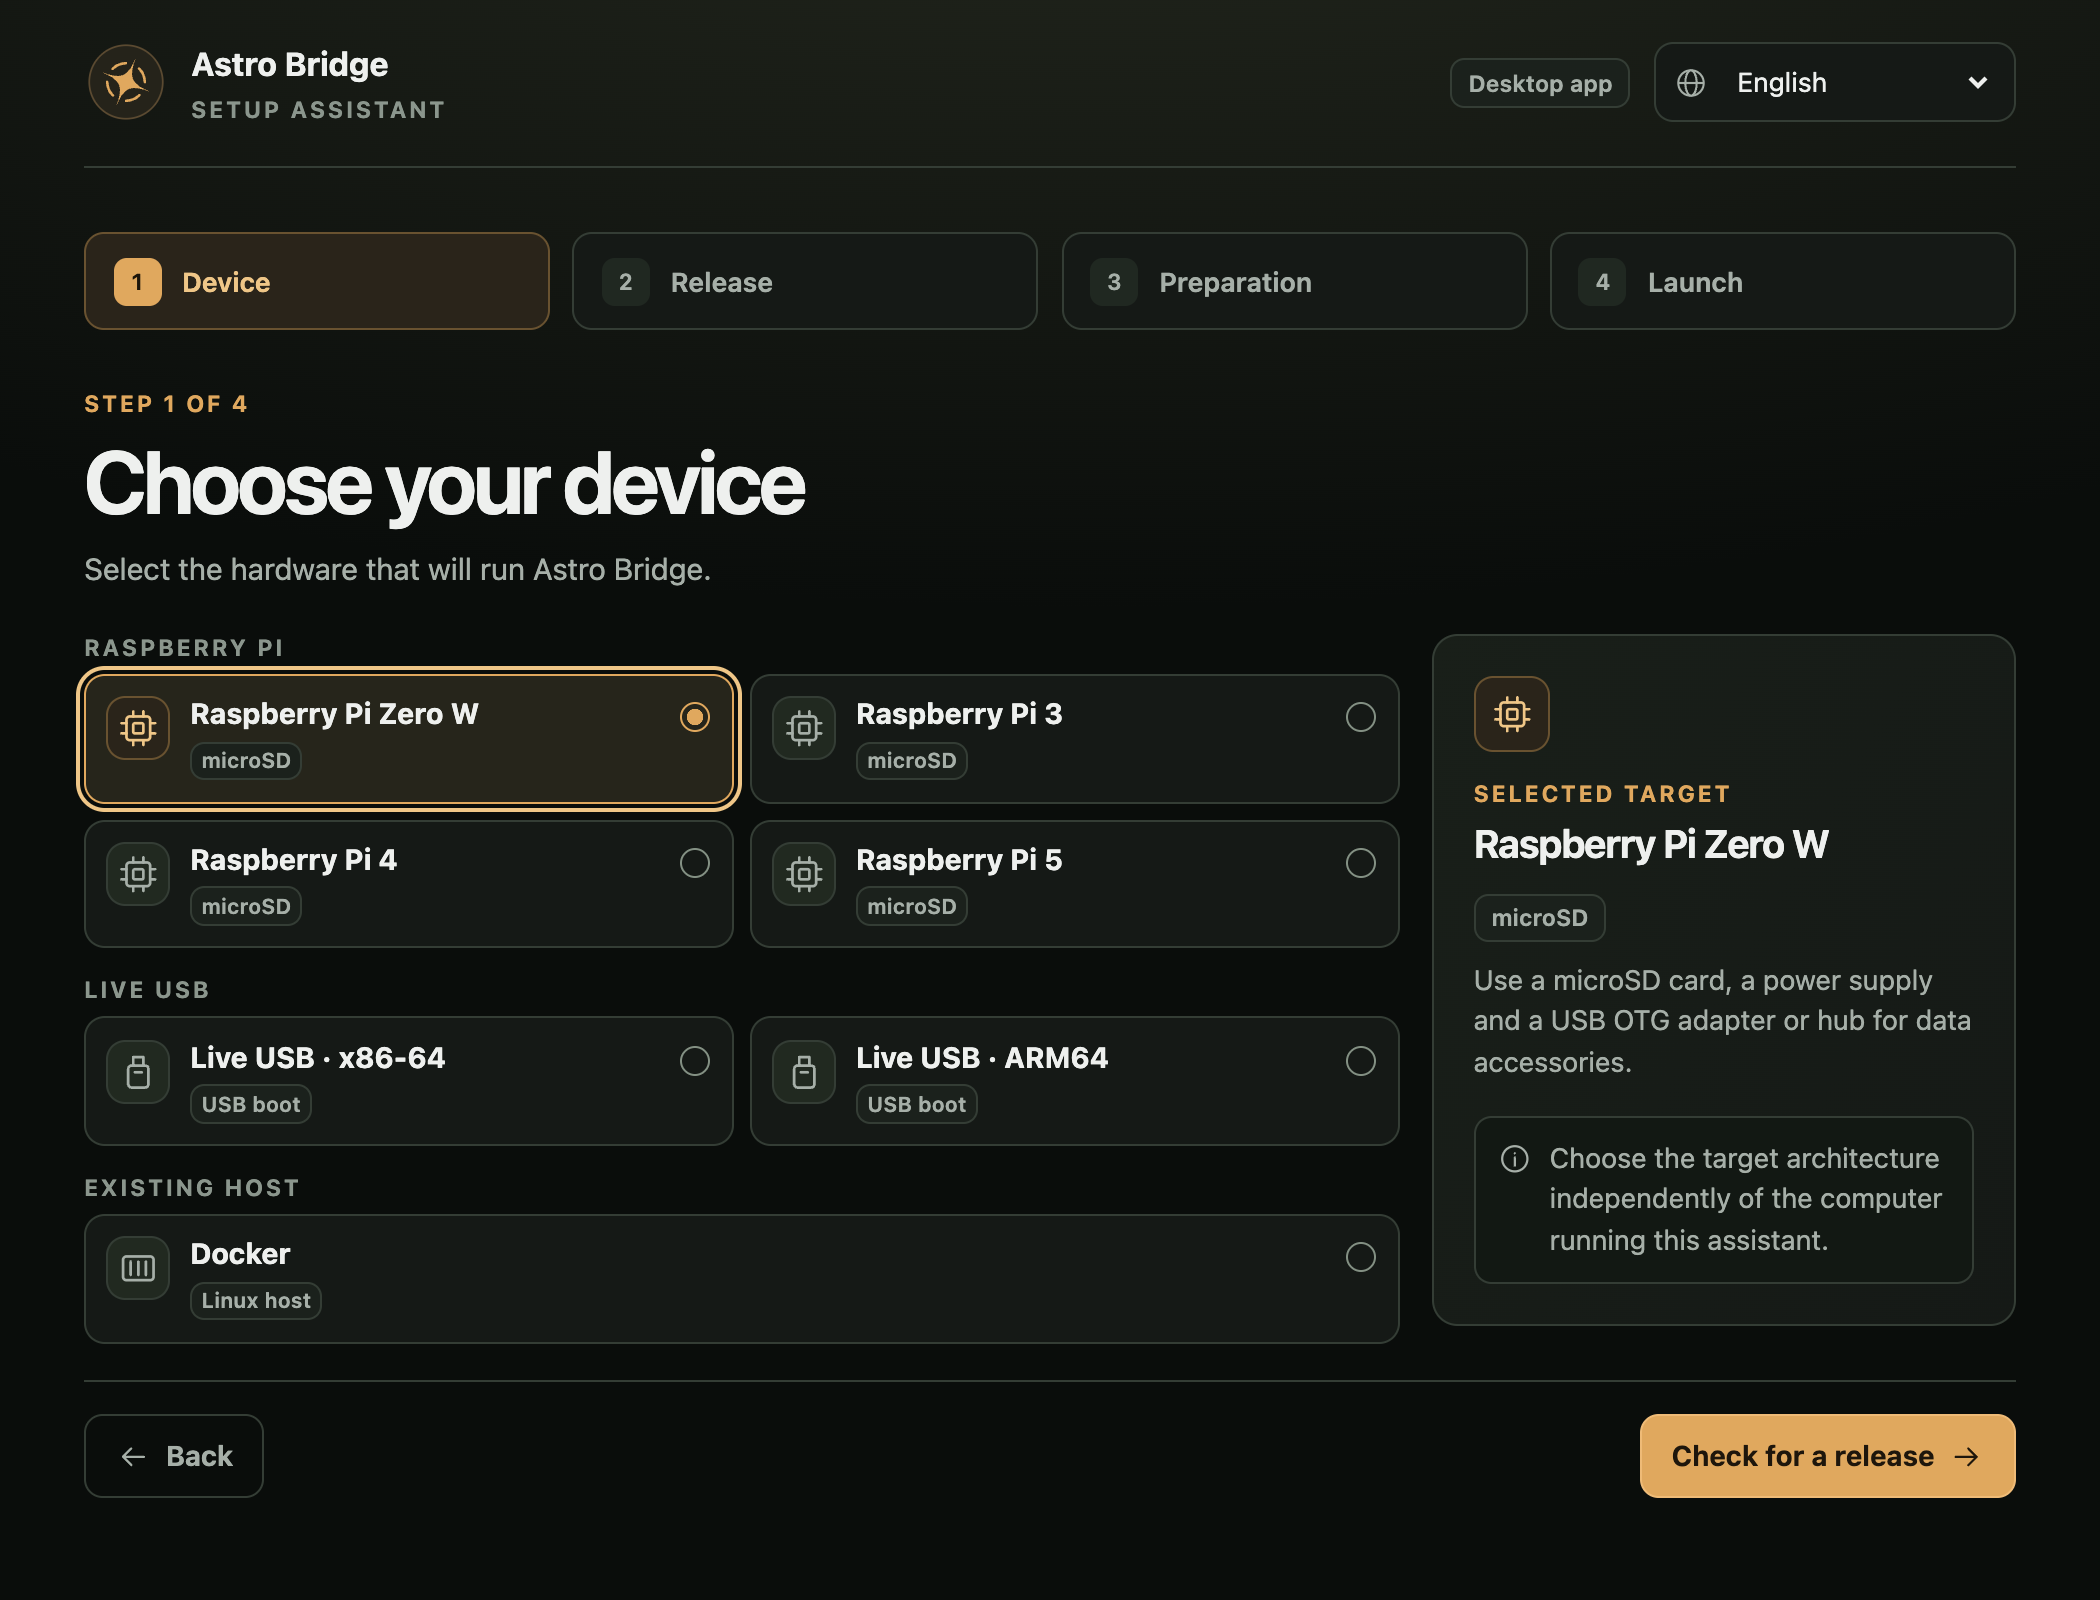 Astro Bridge
SETUP ASSISTANT
Desktop app
English
1 Device
2 Release
3 Preparation
4 Launch
STEP 1 OF 4
Choose your device
Select the hardware that will run Astro Bridge.
RASPBERRY PI
Raspberry Pi Zero W
microSD
Raspberry Pi 3
microSD
Raspberry Pi 4
microSD
Raspberry Pi 5
microSD
LIVE USB
Live USB · x86-64
USB boot
Live USB · ARM64
USB boot
EXISTING HOST
Docker
Linux host
SELECTED TARGET
Raspberry Pi Zero W
microSD
Use a microSD card, a power supply
and a USB OTG adapter or hub for data
accessories.
Choose the target architecture
independently of the computer
running this assistant.
Back
Check for a release